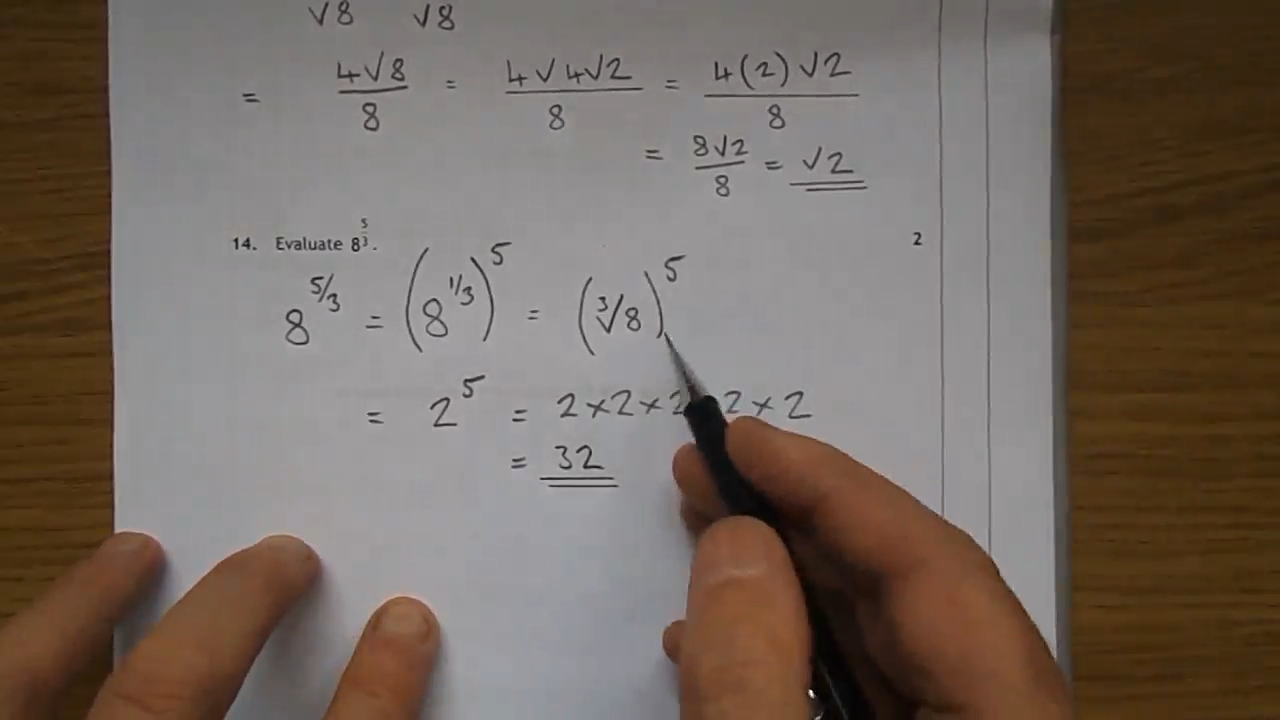 √8 √8
= 4√8/8 = 4√4√2/8 = 4(2)√2/8
= 8√2/8 = √2
14. Evaluate 8^(5/3). 2
8^(5/3) = (8^(1/3))^5 = (∛8)^5
= 2^5 = 2×2×2 2×2
= 32